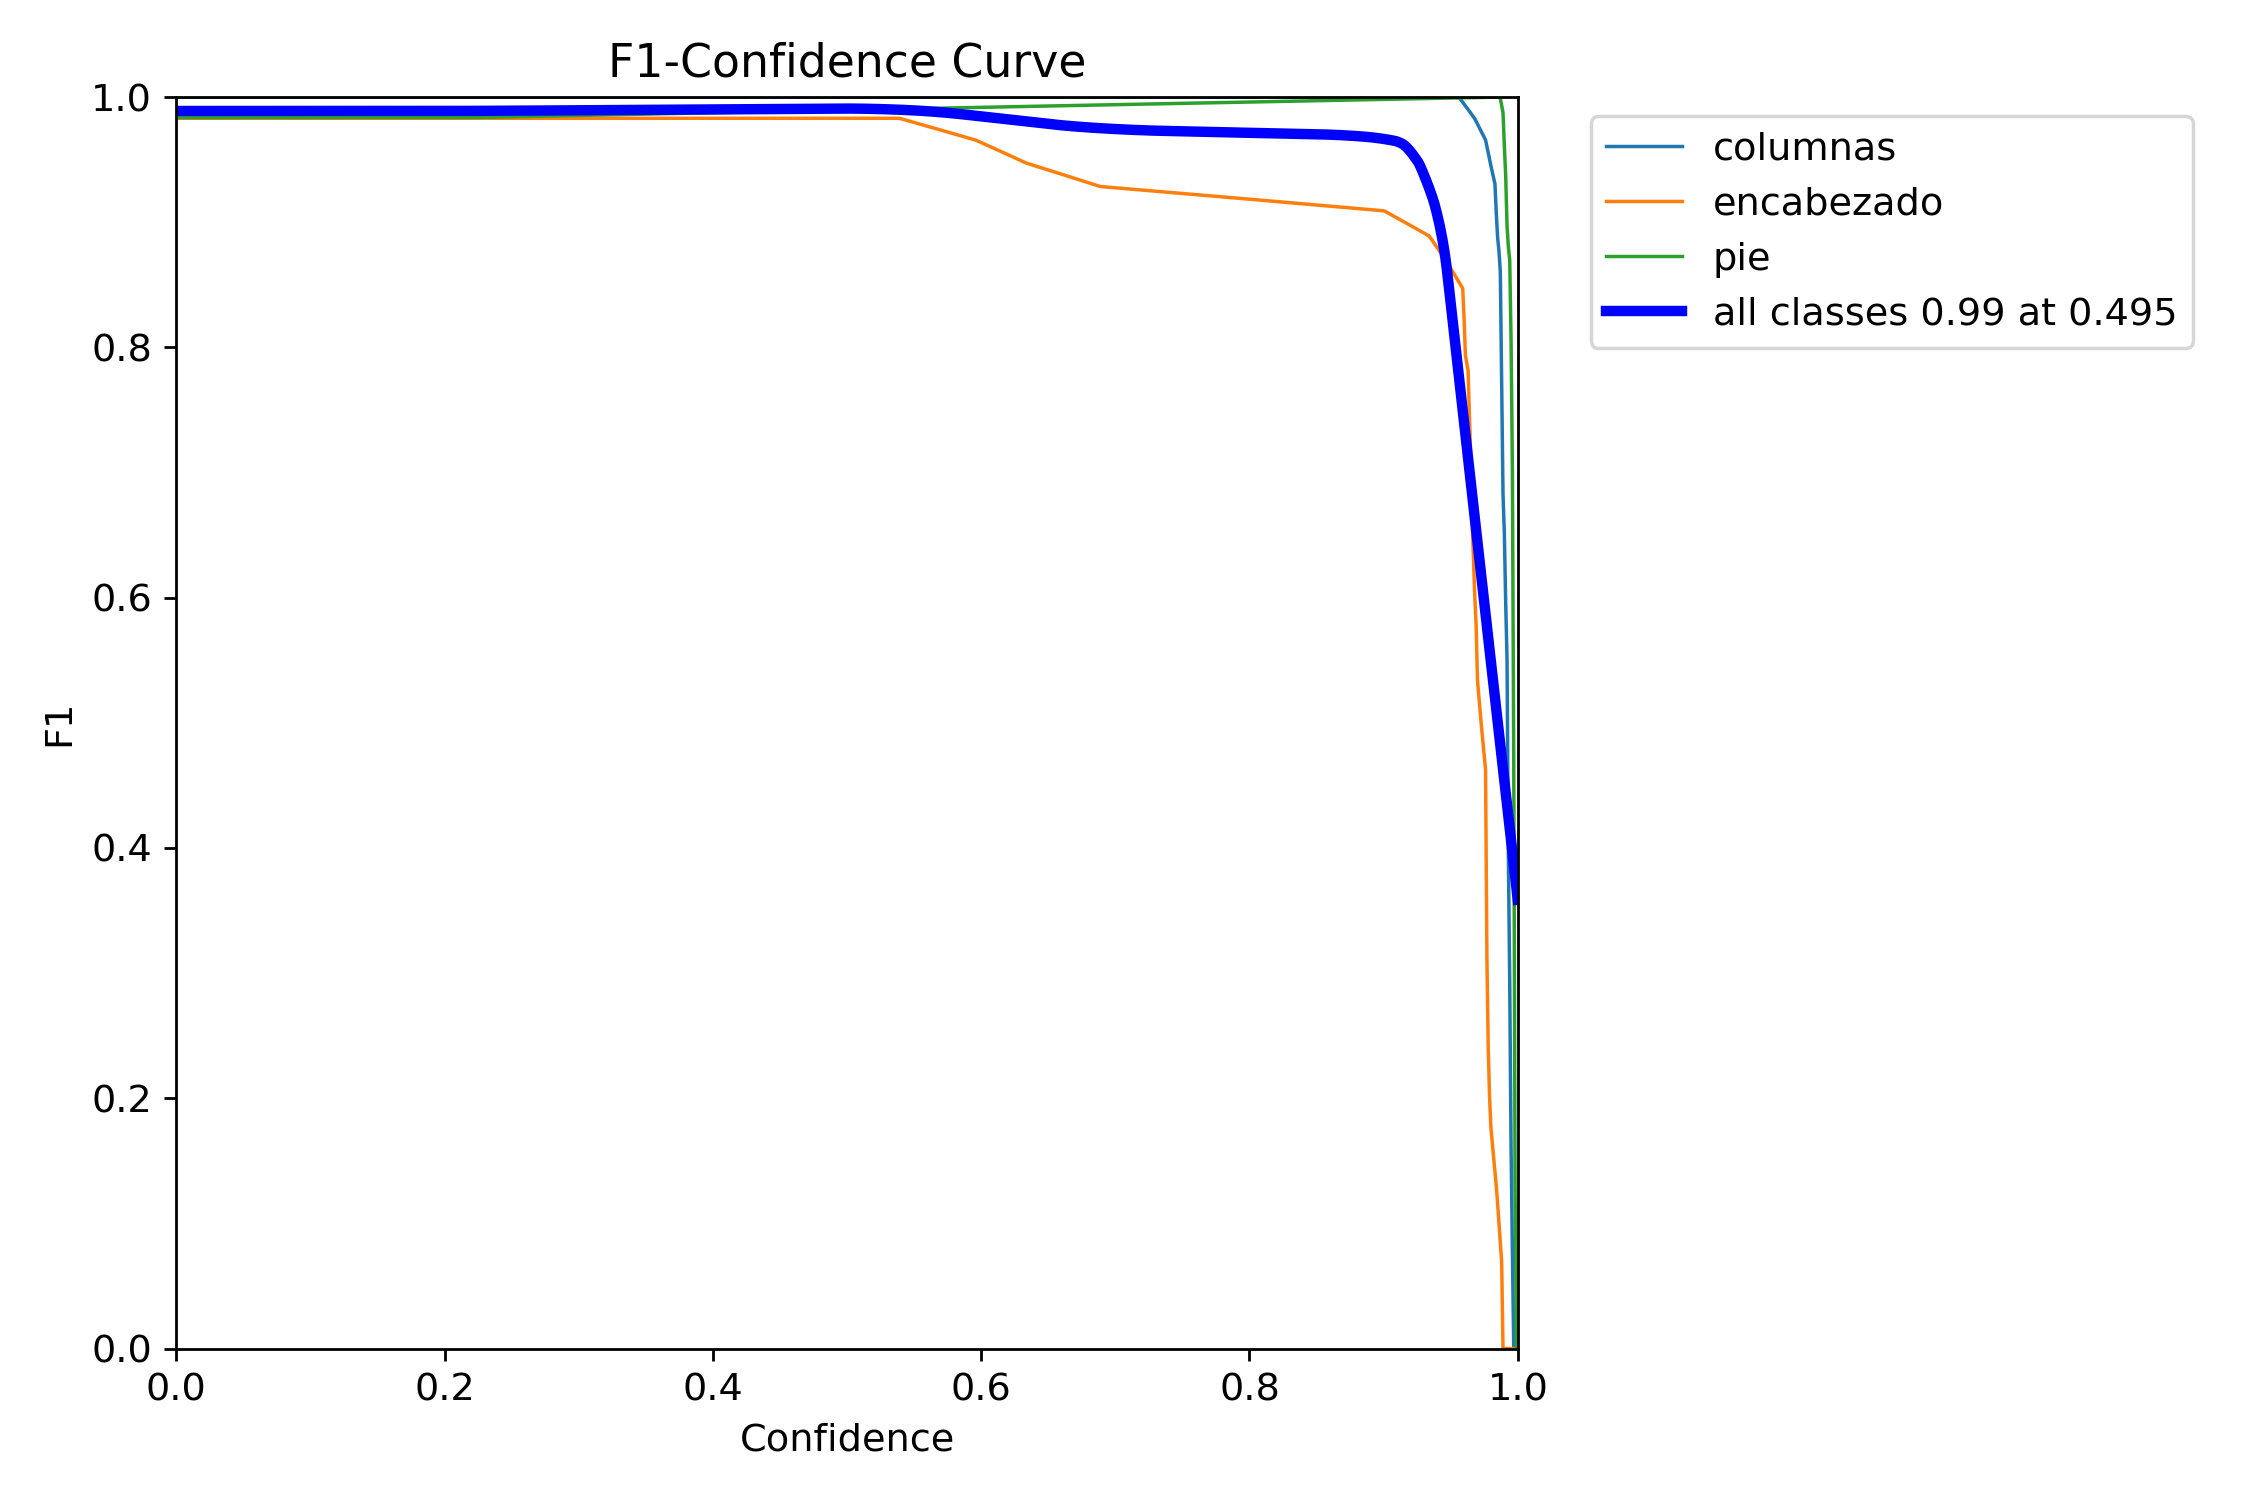 F1-Confidence Curve
1.0
0.8
0.6
0.4
0.2
0.0
F1
0.0 0.2 0.4 0.6 0.8 1.0
Confidence
columnas
encabezado
pie
all classes 0.99 at 0.495